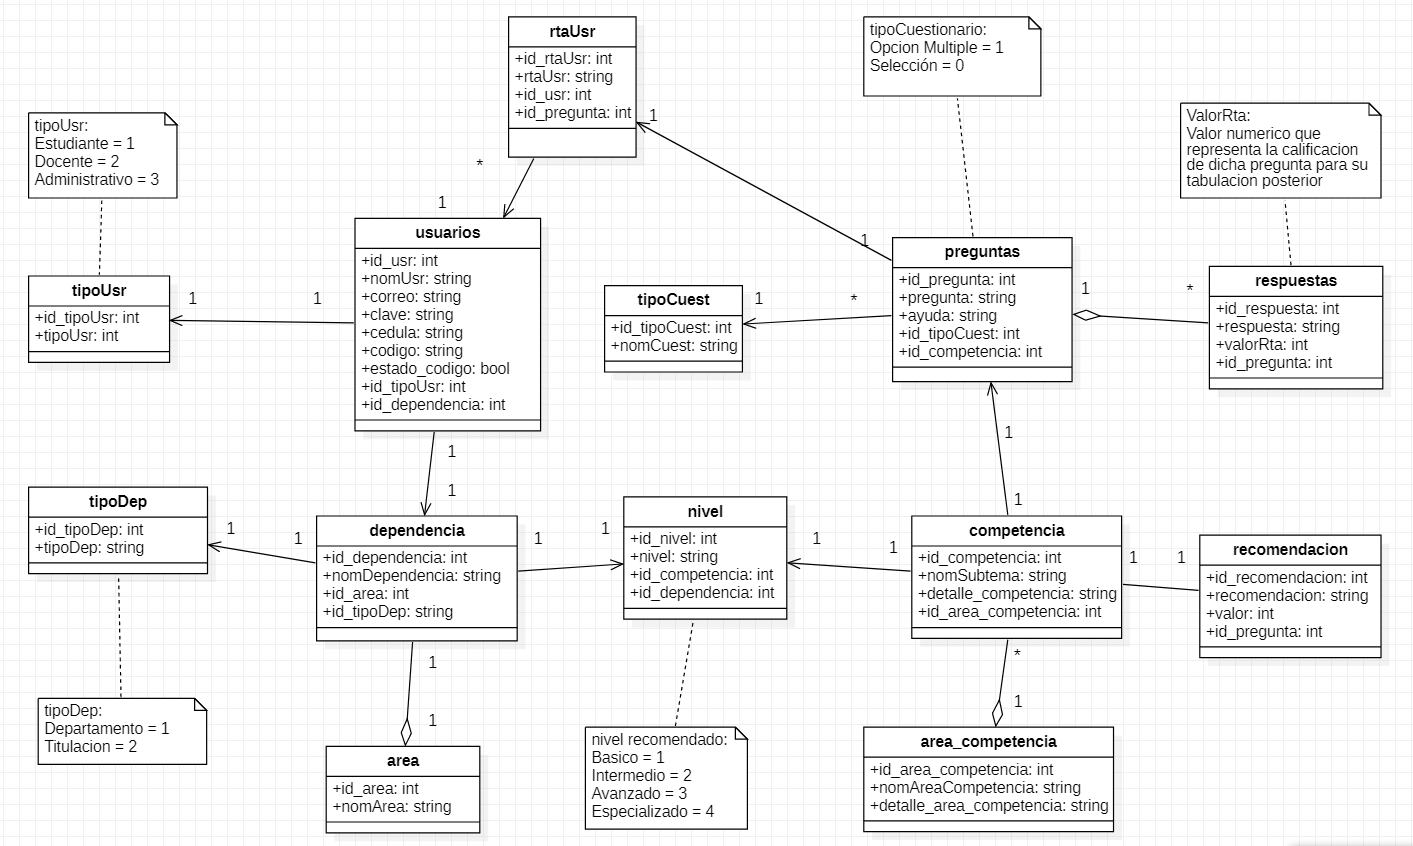 rtaUsr
+id_rtaUsr: int
+rtaUsr: string
+id_usr: int
+id_pregunta: int
1
*
1
tipoCuestionario:
Opcion Multiple = 1
Selección = 0
ValorRta:
Valor numerico que
representa la calificacion
de dicha pregunta para su
tabulacion posterior
tipoUsr:
Estudiante = 1
Docente = 2
Administrativo = 3
tipoUsr
+id_tipoUsr: int
+tipoUsr: int
1
1
usuarios
+id_usr: int
+nomUsr: string
+correo: string
+clave: string
+cedula: string
+codigo: string
+estado_codigo: bool
+id_tipoUsr: int
+id_dependencia: int
tipoCuest
+id_tipoCuest: int
+nomCuest: string
1
*
1
preguntas
+id_pregunta: int
+pregunta: string
+ayuda: string
+id_tipoCuest: int
+id_competencia: int
1
*
respuestas
+id_respuesta: int
+respuesta: string
+valorRta: int
+id_pregunta: int
1
1
1
1
tipoDep
+id_tipoDep: int
+tipoDep: string
1
1
dependencia
+id_dependencia: int
+nomDependencia: string
+id_area: int
+id_tipoDep: string
1
1
nivel
+id_nivel: int
+nivel: string
+id_competencia: int
+id_dependencia: int
1
1
competencia
+id_competencia: int
+nomSubtema: string
+detalle_competencia: string
+id_area_competencia: int
1
1
recomendacion
+id_recomendacion: int
+recomendacion: string
+valor: int
+id_pregunta: int
1
1
*
1
tipoDep:
Departamento = 1
Titulacion = 2
area
+id_area: int
+nomArea: string
nivel recomendado:
Basico = 1
Intermedio = 2
Avanzado = 3
Especializado = 4
area_competencia
+id_area_competencia: int
+nomAreaCompetencia: string
+detalle_area_competencia: string